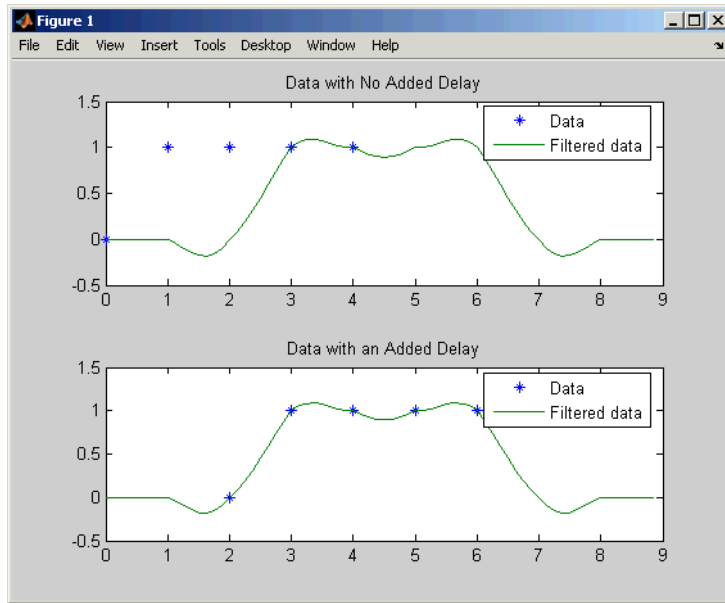 Figure 1
File Edit View Insert Tools Desktop Window Help
Data with No Added Delay
1.5
1
0.5
0
-0.5
0 1 2 3 4 5 6 7 8 9
Data
Filtered data
Data with an Added Delay
1.5
1
0.5
0
-0.5
0 1 2 3 4 5 6 7 8 9
Data
Filtered data